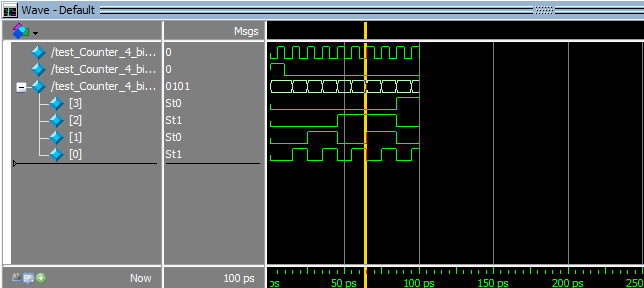 Wave - Default
Msgs
/test_Counter_4_bi... 0
/test_Counter_4_bi... 0
/test_Counter_4_bi... 0101
[3] St0
[2] St1
[1] St0
[0] St1
Now 100 ps
ps 50 ps 100 ps 150 ps 200 ps 250